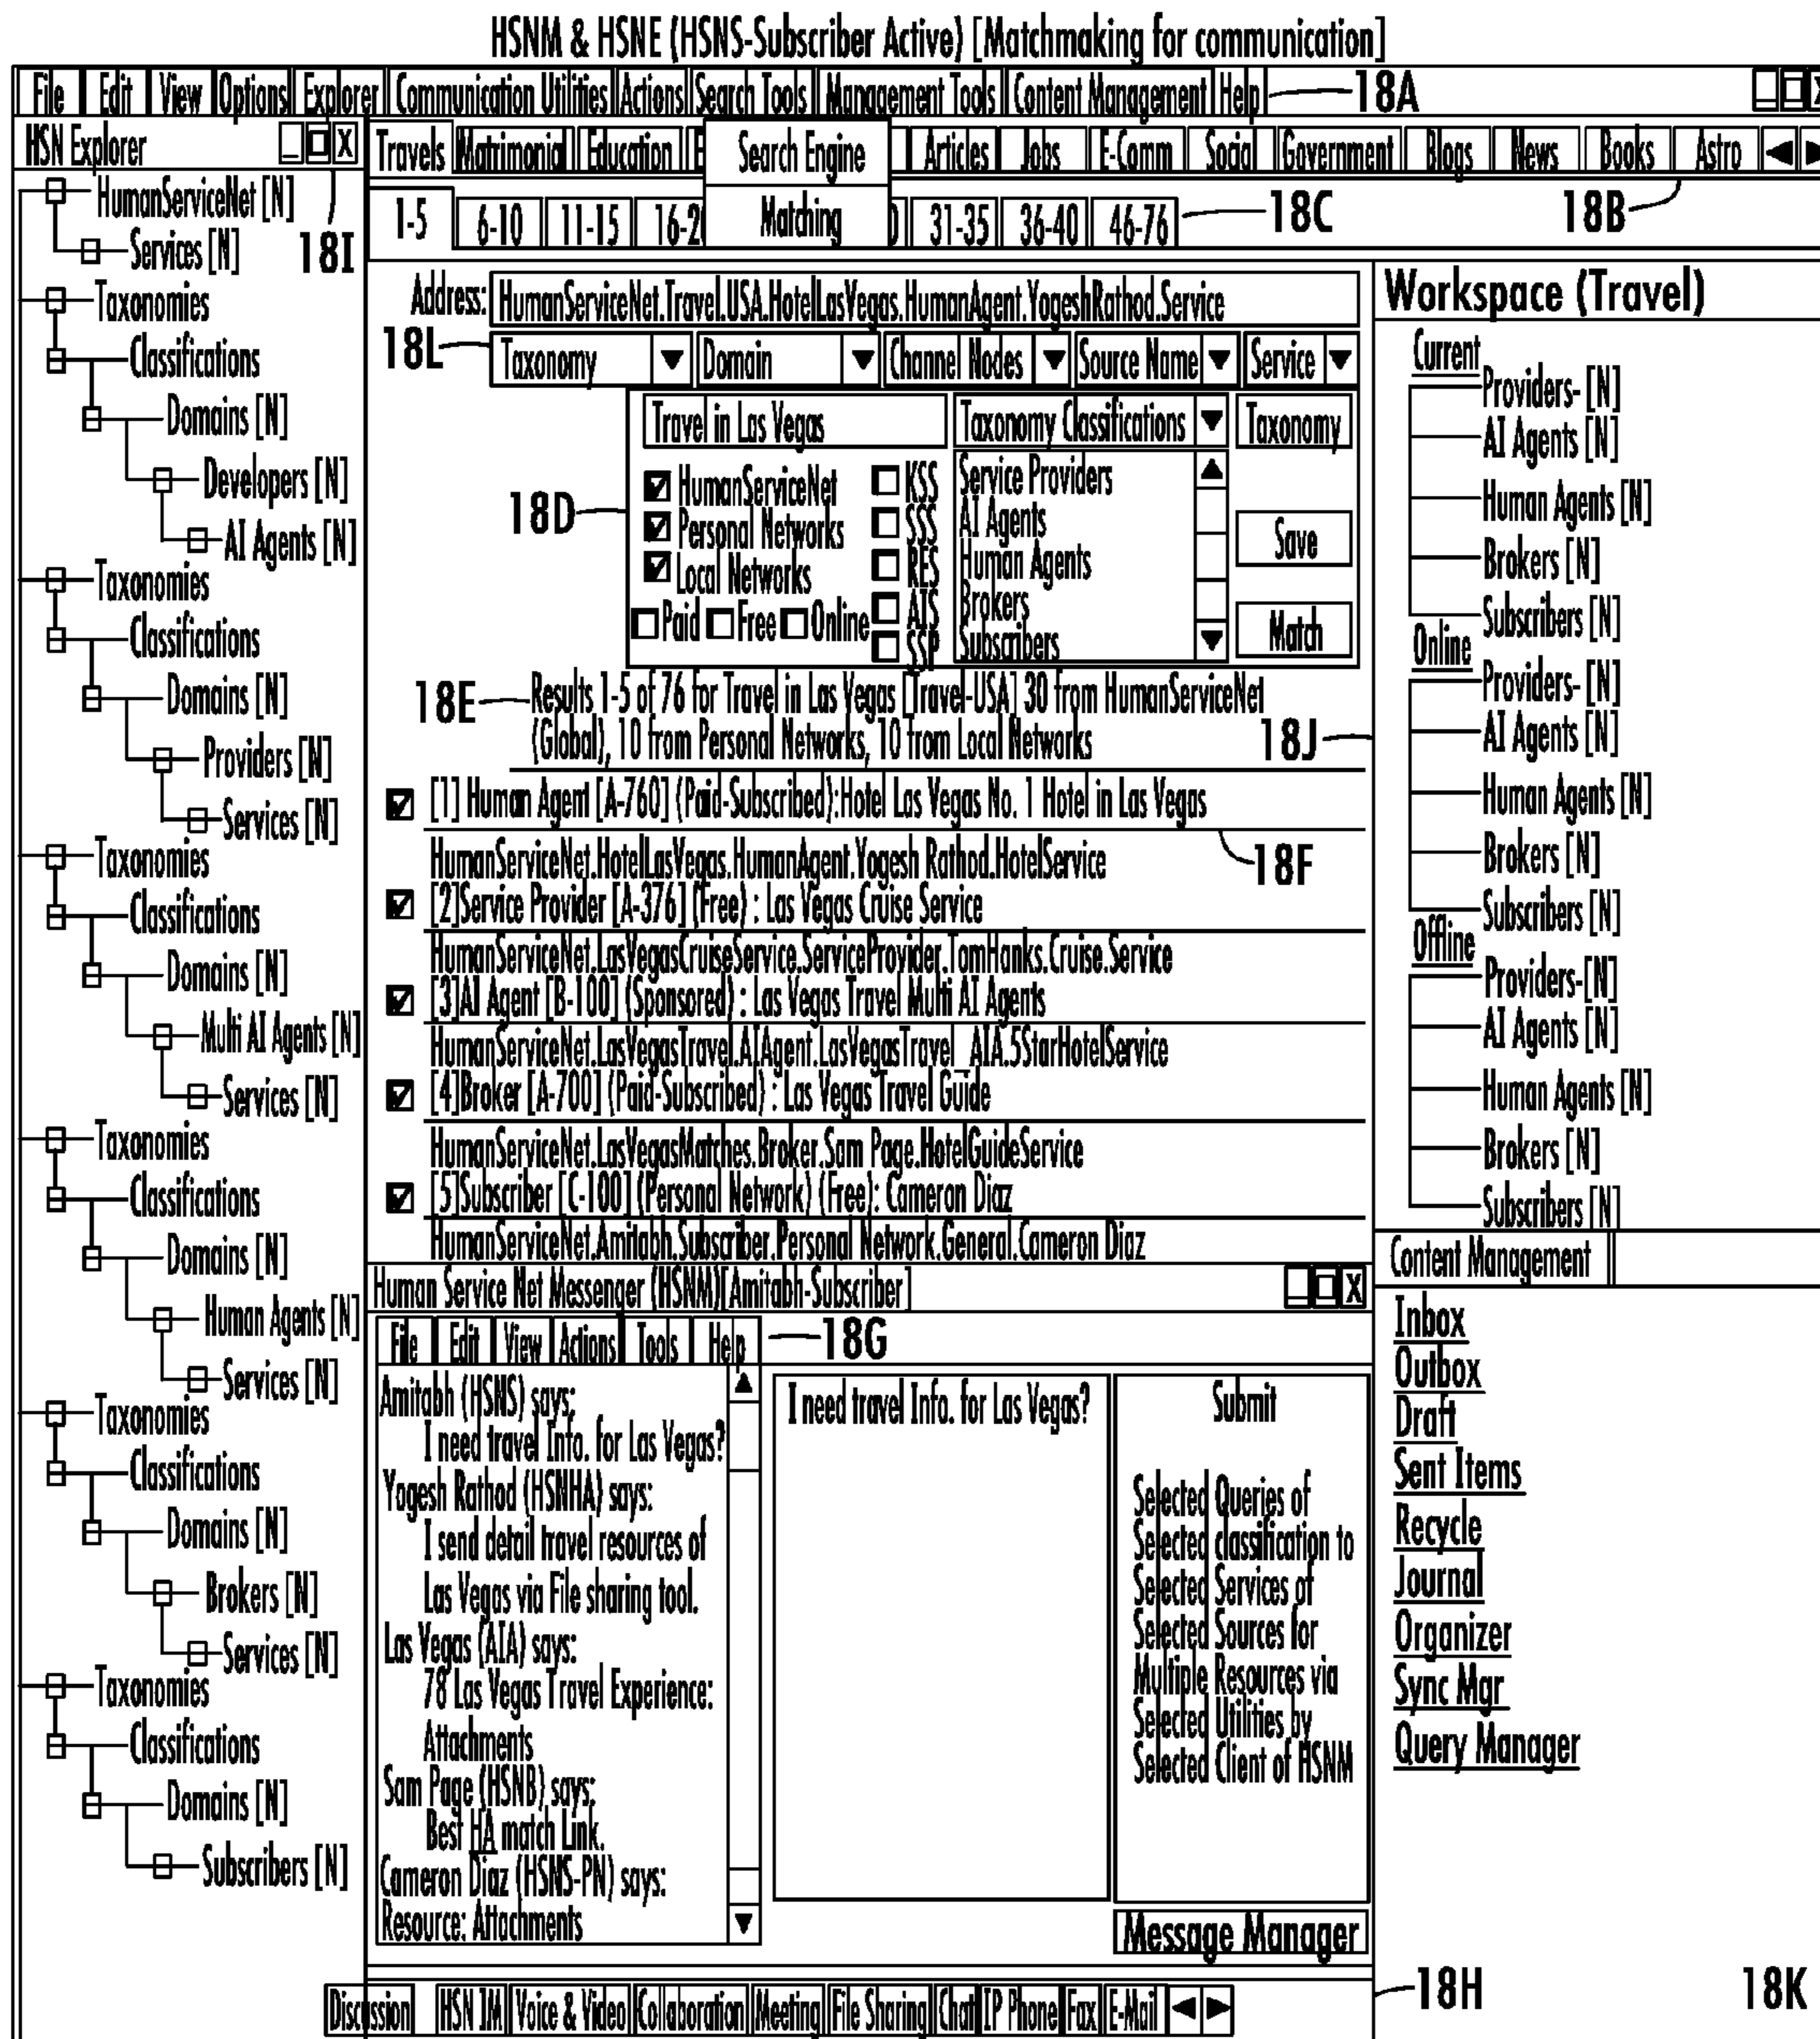 HSNM & HSNE (HSNS-Subscriber Active) [Matchmaking for communication]
File Edit View Options Explorer Communication Utilities Actions Search Tools Management Tools Content Management Help 18A
HSN Explorer X
Travels Matrimonial Education E Search Engine Articles Jobs E-Comm Social Government Blogs News Books Astro
1-5 6-10 11-15 16-20 Matching 31-35 36-40 46-76 18C 18B
HumanServiceNet [N]
Services [N] 18I
Taxonomies
Classifications
Domains [N]
Developers [N]
AI Agents [N]
Taxonomies
Classifications
Domains [N]
Providers [N]
Services [N]
Taxonomies
Classifications
Domains [N]
Multi AI Agents [N]
Services [N]
Taxonomies
Classifications
Domains [N]
Human Agents [N]
Services [N]
Taxonomies
Classifications
Domains [N]
Brokers [N]
Services [N]
Taxonomies
Classifications
Domains [N]
Subscribers [N]
Address: HumanServiceNet.Travel.USA.HotelLasVegas.HumanAgent.YogeshRathod.Service
18L Taxonomy Domain Channel Nodes Source Name Service
Travel in Las Vegas Taxonomy Classifications Taxonomy
18D
HumanServiceNet KSS Service Providers
Personal Networks SSS AI Agents Save
Local Networks RES Human Agents
Paid Free Online AIS Brokers Match
SSP Subscribers
18E Results 1-5 of 76 for Travel in Las Vegas [Travel-USA] 30 from HumanServiceNet
(Global), 10 from Personal Networks, 10 from Local Networks 18J
[1] Human Agent [A-760] (Paid-Subscribed):Hotel Las Vegas No. 1 Hotel in Las Vegas
HumanServiceNet.HotelLasVegas.HumanAgent.Yogesh Rathod.HotelService 18F
[2]Service Provider [A-376] (Free) : Las Vegas Cruise Service
HumanServiceNet.LasVegasCruiseService.ServiceProvider.TomHanks.Cruise.Service
[3]AI Agent [B-100] (Sponsored) : Las Vegas Travel Multi AI Agents
HumanServiceNet.LasVegasTravel.AIAgent.LasVegasTravel_AIA.5StarHotelService
[4]Broker [A-700] (Paid-Subscribed) : Las Vegas Travel Guide
HumanServiceNet.LasVegasMatches.Broker.Sam Page.HotelGuideService
[5]Subscriber [C-100] (Personal Network) (Free): Cameron Diaz
HumanServiceNet.Amitabh.Subscriber.Personal Network.General.Cameron Diaz
Human Service Net Messenger (HSNM)[Amitabh-Subscriber] X
File Edit View Actions Tools Help 18G
Amitabh (HSNS) says:
I need travel Info. for Las Vegas?
Yogesh Rathod (HSNHA) says:
I send detail travel resources of
Las Vegas via File sharing tool.
Las Vegas (AIA) says:
78 Las Vegas Travel Experience:
Attachments
Sam Page (HSNB) says:
Best HA match Link.
Cameron Diaz (HSNS-PN) says:
Resource: Attachments
I need travel Info. for Las Vegas?
Submit
Selected Queries of
Selected classification to
Selected Services of
Selected Sources for
Multiple Resources via
Selected Utilities by
Selected Client of HSNM
Message Manager
Discussion HSN IM Voice & Video Collaboration Meeting File Sharing Chat IP Phone Fax E-Mail
Workspace (Travel)
Current
Providers- [N]
AI Agents [N]
Human Agents [N]
Brokers [N]
Subscribers [N]
Online
Providers- [N]
AI Agents [N]
Human Agents [N]
Brokers [N]
Subscribers [N]
Offline
Providers-[N]
AI Agents [N]
Human Agents [N]
Brokers [N]
Subscribers [N]
Content Management
Inbox
Outbox
Draft
Sent Items
Recycle
Journal
Organizer
Sync Mgr
Query Manager
18H 18K